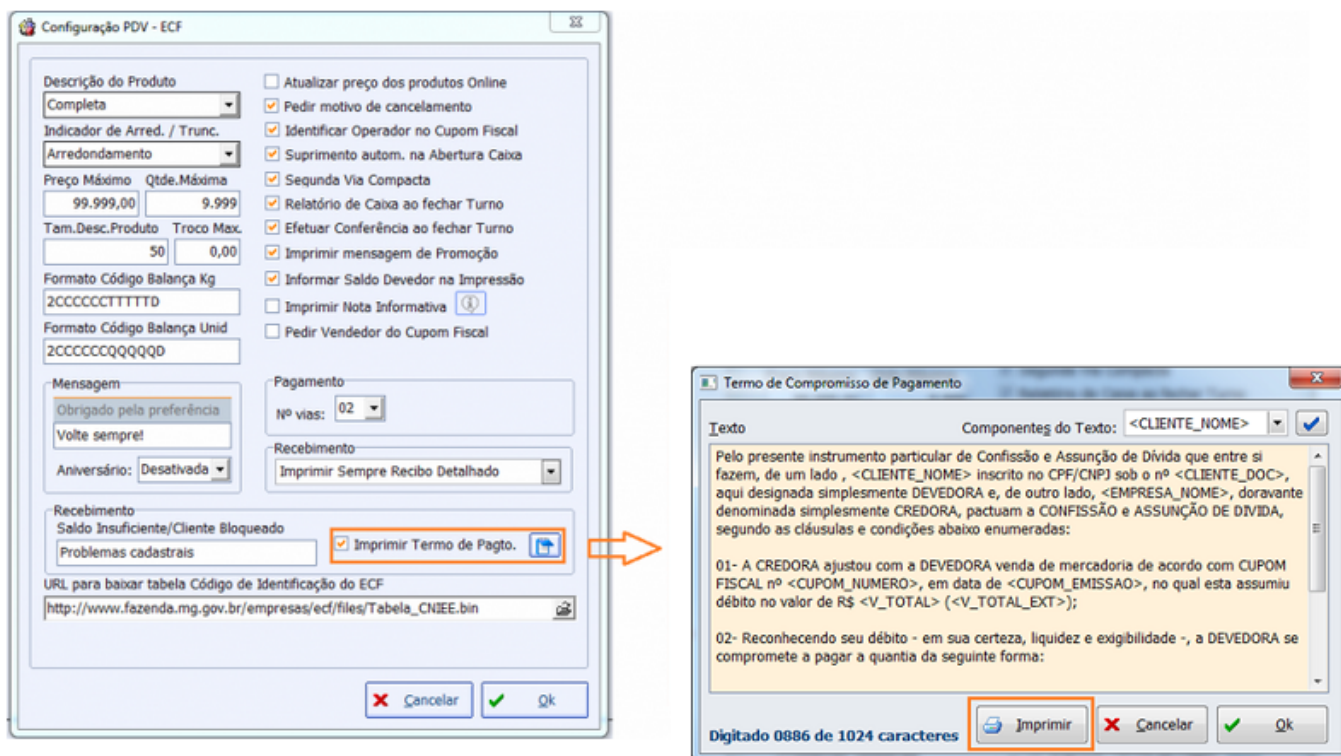 Configuração PDV - ECF
Descrição do Produto
Completa
Indicador de Arred. / Trunc.
Arredondamento
Preço Máximo Qtde.Máxima
99.999,00 9.999
Tam.Desc.Produto Troco Max.
50 0,00
Formato Código Balança Kg
2CCCCCCTTTTTD
Formato Código Balança Unid
2CCCCCCQQQQQD
Atualizar preço dos produtos Online
Pedir motivo de cancelamento
Identificar Operador no Cupom Fiscal
Suprimento autom. na Abertura Caixa
Segunda Via Compacta
Relatório de Caixa ao fechar Turno
Efetuar Conferência ao fechar Turno
Imprimir mensagem de Promoção
Informar Saldo Devedor na Impressão
Imprimir Nota Informativa
Pedir Vendedor do Cupom Fiscal
Mensagem
Obrigado pela preferência
Volte sempre!
Aniversário: Desativada
Pagamento
Nº vias: 02
Recebimento
Imprimir Sempre Recibo Detalhado
Recebimento
Saldo Insuficiente/Cliente Bloqueado
Problemas cadastrais
Imprimir Termo de Pagto.
URL para baixar tabela Código de Identificação do ECF
http://www.fazenda.mg.gov.br/empresas/ecf/files/Tabela_CNIEE.bin
Cancelar Ok
Termo de Compromisso de Pagamento
Texto Componentes do Texto: <CLIENTE_NOME>
Pelo presente instrumento particular de Confissão e Assunção de Dívida que entre si
fazem, de um lado , <CLIENTE_NOME> inscrito no CPF/CNPJ sob o nº <CLIENTE_DOC>,
aqui designada simplesmente DEVEDORA e, de outro lado, <EMPRESA_NOME>, doravante
denominada simplesmente CREDORA, pactuam a CONFISSÃO e ASSUNÇÃO DE DIVIDA,
segundo as cláusulas e condições abaixo enumeradas:
01- A CREDORA ajustou com a DEVEDORA venda de mercadoria de acordo com CUPOM
FISCAL nº <CUPOM_NUMERO>, em data de <CUPOM_EMISSAO>, no qual esta assumiu
débito no valor de R$ <V_TOTAL> (<V_TOTAL_EXT>);
02- Reconhecendo seu débito - em sua certeza, liquidez e exigibilidade -, a DEVEDORA se
compromete a pagar a quantia da seguinte forma:
Digitado 0886 de 1024 caracteres Imprimir Cancelar Ok